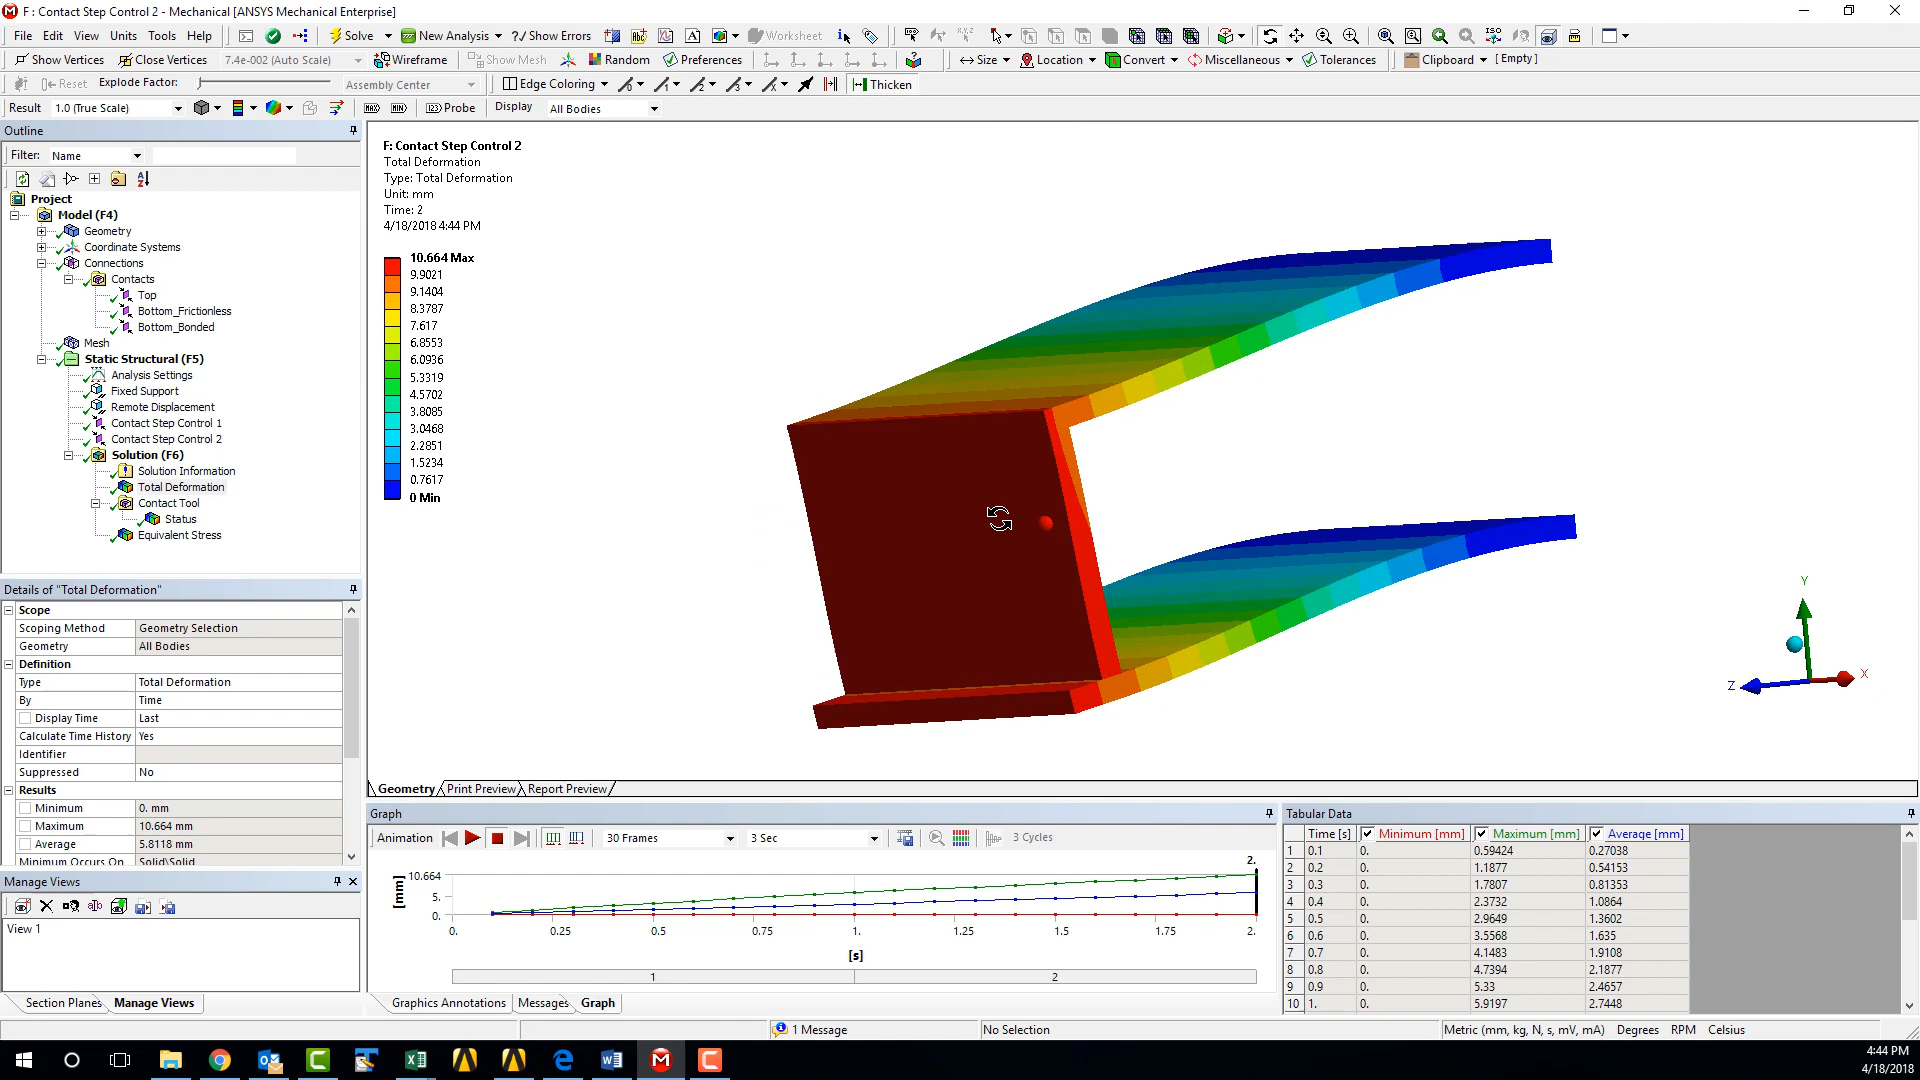 F : Contact Step Control 2 - Mechanical [ANSYS Mechanical Enterprise]
File Edit View Units Tools Help Solve New Analysis Show Errors Worksheet
Show Vertices Close Vertices 7.4e-002 (Auto Scale) Wireframe Show Mesh Random Preferences Size Location Convert Miscellaneous Tolerances Clipboard [ Empty ]
Reset Explode Factor: Assembly Center Edge Coloring Thicken
Result 1.0 (True Scale) Probe Display All Bodies
Outline
Filter: Name
Project
Model (F4)
Geometry
Coordinate Systems
Connections
Contacts
Top
Bottom_Frictionless
Bottom_Bonded
Mesh
Static Structural (F5)
Analysis Settings
Fixed Support
Remote Displacement
Contact Step Control 1
Contact Step Control 2
Solution (F6)
Solution Information
Total Deformation
Contact Tool
Status
Equivalent Stress
Details of "Total Deformation"
Scope
Scoping Method Geometry Selection
Geometry All Bodies
Definition
Type Total Deformation
By Time
Display Time Last
Calculate Time History Yes
Identifier
Suppressed No
Results
Minimum 0. mm
Maximum 10.664 mm
Average 5.8118 mm
Minimum Occurs On Solid\Solid
Manage Views
View 1
Section Planes Manage Views
F: Contact Step Control 2
Total Deformation
Type: Total Deformation
Unit: mm
Time: 2
4/18/2018 4:44 PM
10.664 Max
9.9021
9.1404
8.3787
7.617
6.8553
6.0936
5.3319
4.5702
3.8085
3.0468
2.2851
1.5234
0.7617
0 Min
Y
Z
X
Geometry Print Preview Report Preview
Graph
Animation 30 Frames 3 Sec 3 Cycles
2.
10.664
5.
0.
[mm]
0. 0.25 0.5 0.75 1. 1.25 1.5 1.75 2.
[s]
1 2
Graphics Annotations Messages Graph
Tabular Data
Time [s] Minimum [mm] Maximum [mm] Average [mm]
1 0.1 0. 0.59424 0.27038
2 0.2 0. 1.1877 0.54153
3 0.3 0. 1.7807 0.81353
4 0.4 0. 2.3732 1.0864
5 0.5 0. 2.9649 1.3602
6 0.6 0. 3.5568 1.635
7 0.7 0. 4.1483 1.9108
8 0.8 0. 4.7394 2.1877
9 0.9 0. 5.33 2.4657
10 1. 0. 5.9197 2.7448
1 Message No Selection Metric (mm, kg, N, s, mV, mA) Degrees RPM Celsius
4:44 PM
4/18/2018